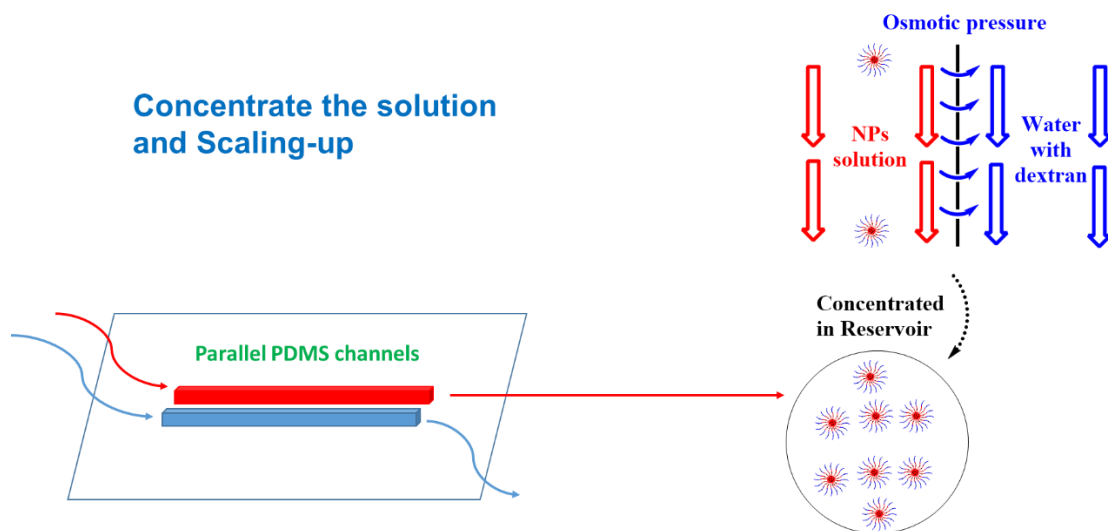 Concentrate the solution
and Scaling-up
Osmotic pressure
NPs
solution
Water
with
dextran
Concentrated
in Reservoir
Parallel PDMS channels